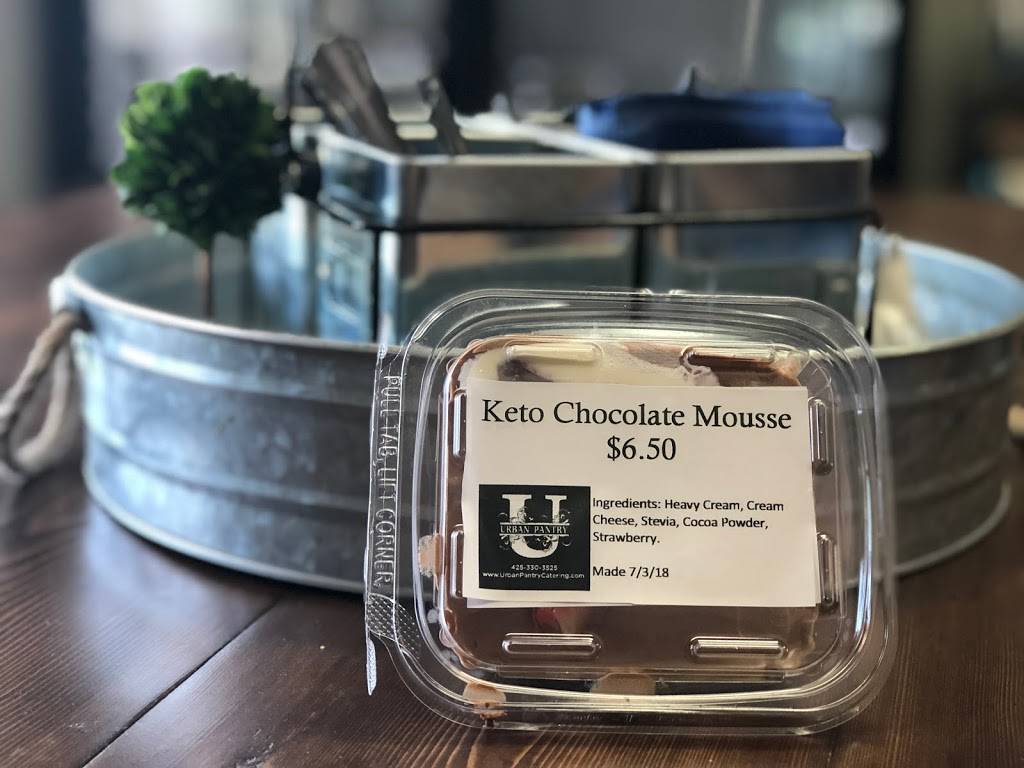 Keto Chocolate Mousse
$6.50
Ingredients: Heavy Cream, Cream
Cheese, Stevia, Cocoa Powder,
Strawberry.
Made 7/3/18
U
URBAN PANTRY
425-330-3525
www.UrbanPantryCatering.com
PULL TAB, LIFT CORNER